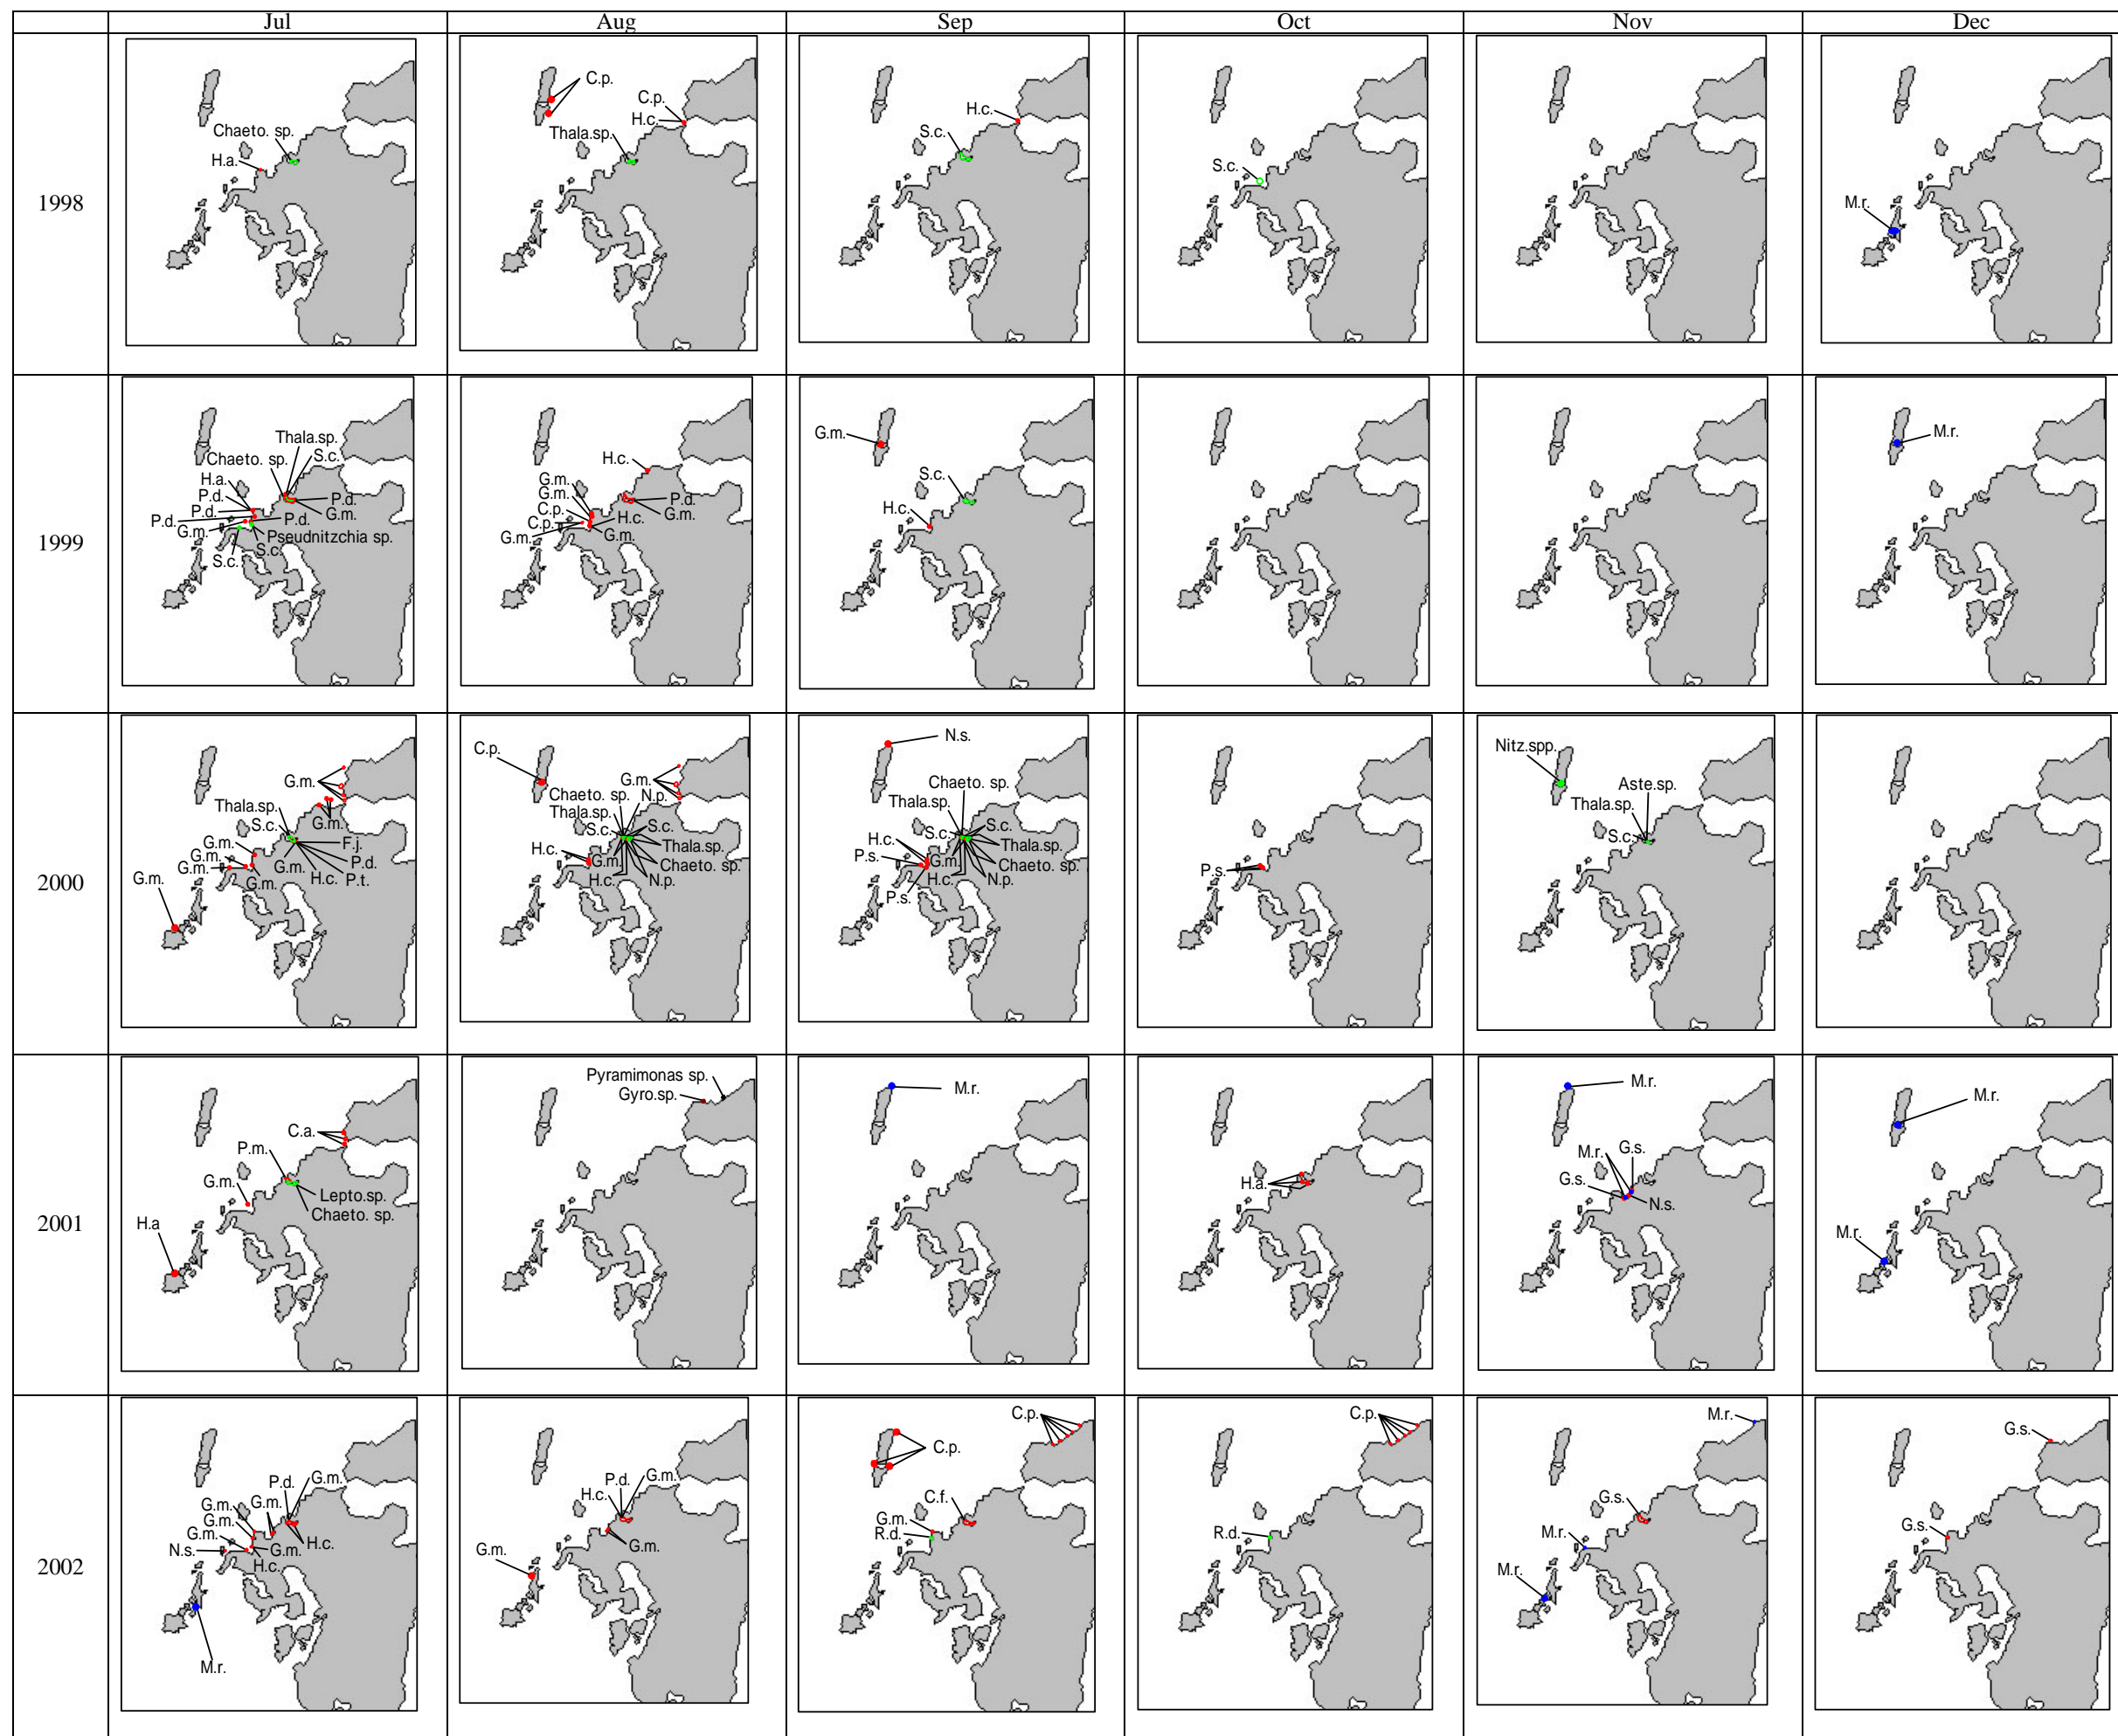 Jul Aug Sep Oct Nov Dec
1998
Chaeto. sp.
H.a.
C.p.
C.p.
H.c.
Thala.sp.
H.c.
S.c.
S.c.
M.r.
1999
Thala.sp.
Chaeto. sp.
S.c.
H.a.
P.d.
P.d.
P.d.
G.m.
P.d.
G.m.
P.d.
Pseudnitzchia sp.
S.c.
S.c.
H.c.
G.m.
G.m.
C.p.
C.p.
G.m.
H.c.
G.m.
P.d.
G.m.
G.m.
S.c.
H.c.
M.r.
2000
G.m.
Thala.sp.
S.c.
G.m.
G.m.
G.m.
G.m.
F.j.
P.d.
G.m.
H.c.
P.t.
G.m.
G.m.
C.p.
G.m.
Chaeto. sp.
N.p.
Thala.sp.
S.c.
S.c.
H.c.
G.m.
Thala.sp.
Chaeto. sp.
H.c.
N.p.
N.s.
Chaeto. sp.
Thala.sp.
S.c.
S.c.
H.c.
P.s.
G.m.
Thala.sp.
Chaeto. sp.
H.c.
N.p.
P.s.
P.s.
Nitz.spp.
Aste.sp.
Thala.sp.
S.c.
2001
C.a.
P.m.
G.m.
Lepto.sp.
Chaeto. sp.
H.a
Pyramimonas sp.
Gyro.sp.
M.r.
H.a.
M.r.
M.r.
G.s.
G.s.
N.s.
M.r.
M.r.
2002
G.m.
P.d.
G.m.
G.m.
G.m.
G.m.
N.s.
H.c.
G.m.
H.c.
M.r.
G.m.
P.d.
H.c.
G.m.
G.m.
C.p.
C.p.
C.f.
G.m.
R.d.
C.p.
R.d.
M.r.
G.s.
M.r.
M.r.
G.s.
G.s.